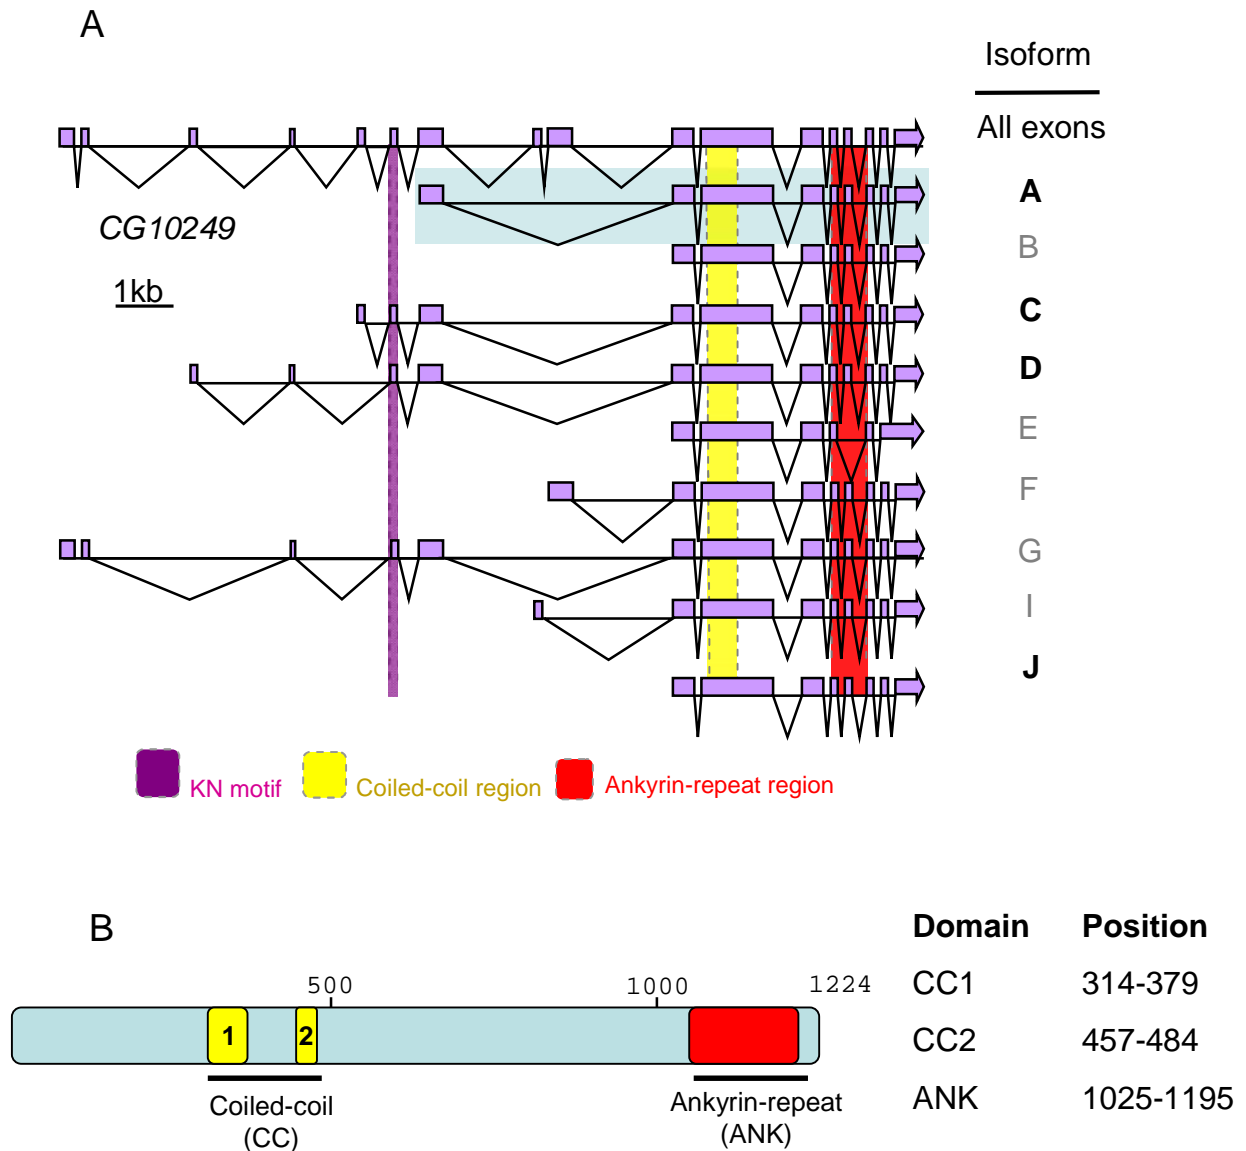 A
Isoform
All exons
A
CG10249
B
1kb
C
D
E
F
G
I
J
KN motif
Coiled-coil region
Ankyrin-repeat region
B
Domain Position
500 1000 1224
CC1 314-379
1 2
CC2 457-484
ANK 1025-1195
Coiled-coil
(CC)
Ankyrin-repeat
(ANK)